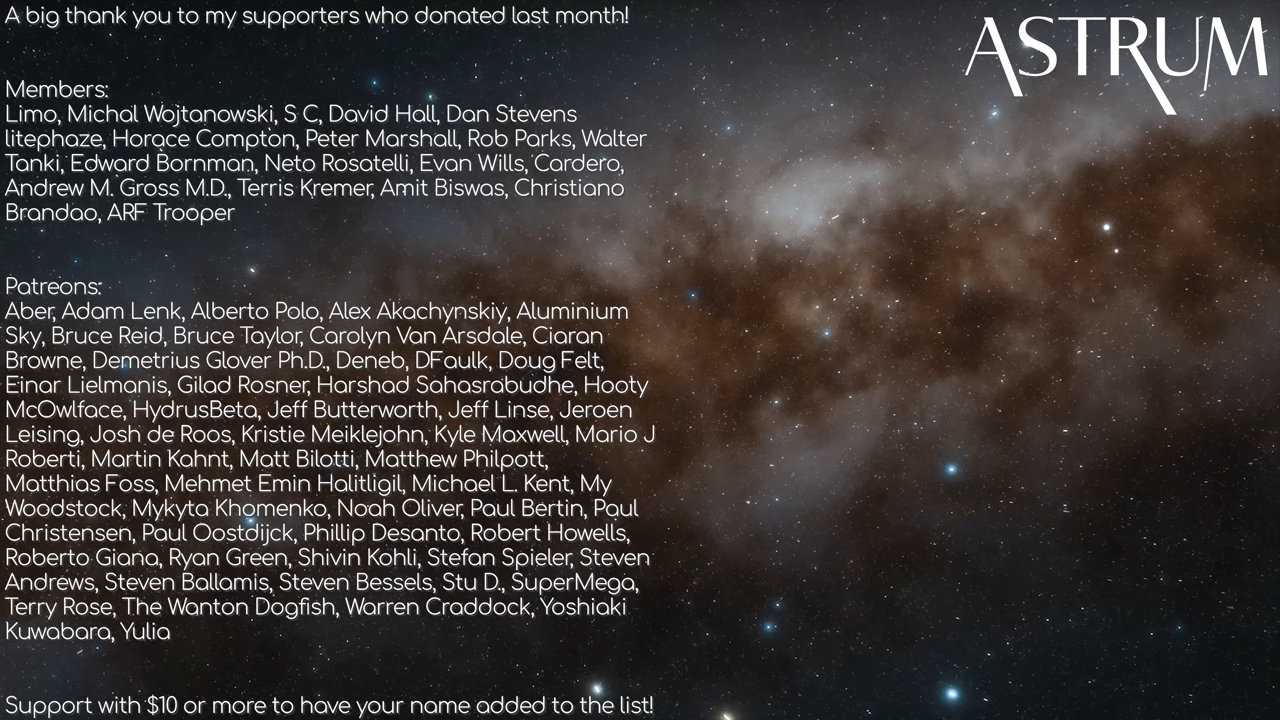 A big thank you to my supporters who donated last month!
ASTRUM
Members:
Limo, Michal Wojtanowski, S C, David Hall, Dan Stevens
litephaze, Horace Compton, Peter Marshall, Rob Parks, Walter
Tanki, Edward Bornman, Neto Rosatelli, Evan Wills, Cardero,
Andrew M. Gross M.D., Terris Kremer, Amit Biswas, Christiano
Brandao, ARF Trooper
Patreons:
Aber, Adam Lenk, Alberto Polo, Alex Akachynskiy, Aluminium
Sky, Bruce Reid, Bruce Taylor, Carolyn Van Arsdale, Ciaran
Browne, Demetrius Glover Ph.D., Deneb, DFaulk, Doug Felt,
Einar Lielmanis, Gilad Rosner, Harshad Sahasrabudhe, Hooty
McOwlface, HydrusBeta, Jeff Butterworth, Jeff Linse, Jeroen
Leising, Josh de Roos, Kristie Meiklejohn, Kyle Maxwell, Mario J
Roberti, Martin Kahnt, Matt Bilotti, Matthew Philpott,
Matthias Foss, Mehmet Emin Halitligil, Michael L. Kent, My
Woodstock, Mykyta Khomenko, Noah Oliver, Paul Bertin, Paul
Christensen, Paul Oostdijck, Phillip Desanto, Robert Howells,
Roberto Giana, Ryan Green, Shivin Kohli, Stefan Spieler, Steven
Andrews, Steven Ballamis, Steven Bessels, Stu D., SuperMega,
Terry Rose, The Wanton Dogfish, Warren Craddock, Yoshiaki
Kuwabara, Yulia
Support with $10 or more to have your name added to the list!